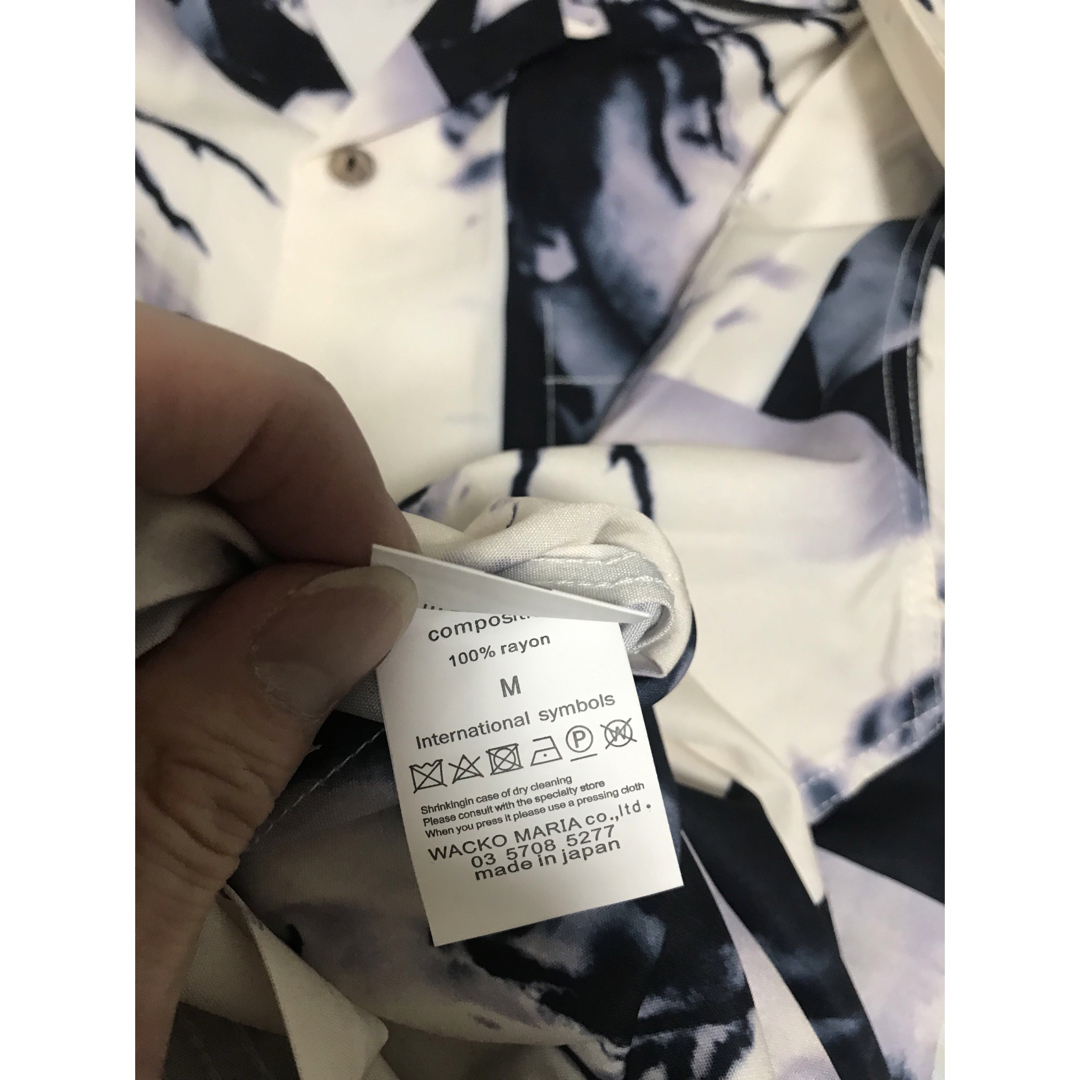 100% rayon
M
International symbols
P W
Shrinkingin case of dry cleaning
Please consult with the specialty store
When you press it please use a pressing cloth
WACKO MARIA co.,ltd.
03 5708 5277
made in japan